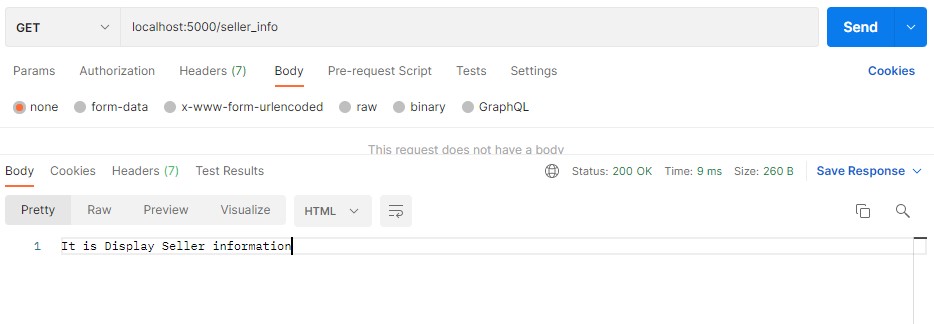 GET localhost:5000/seller_info Send
Params Authorization Headers (7) Body Pre-request Script Tests Settings Cookies
none form-data x-www-form-urlencoded raw binary GraphQL
This request does not have a body
Body Cookies Headers (7) Test Results Status: 200 OK Time: 9 ms Size: 260 B Save Response
Pretty Raw Preview Visualize HTML
1 It is Display Seller information